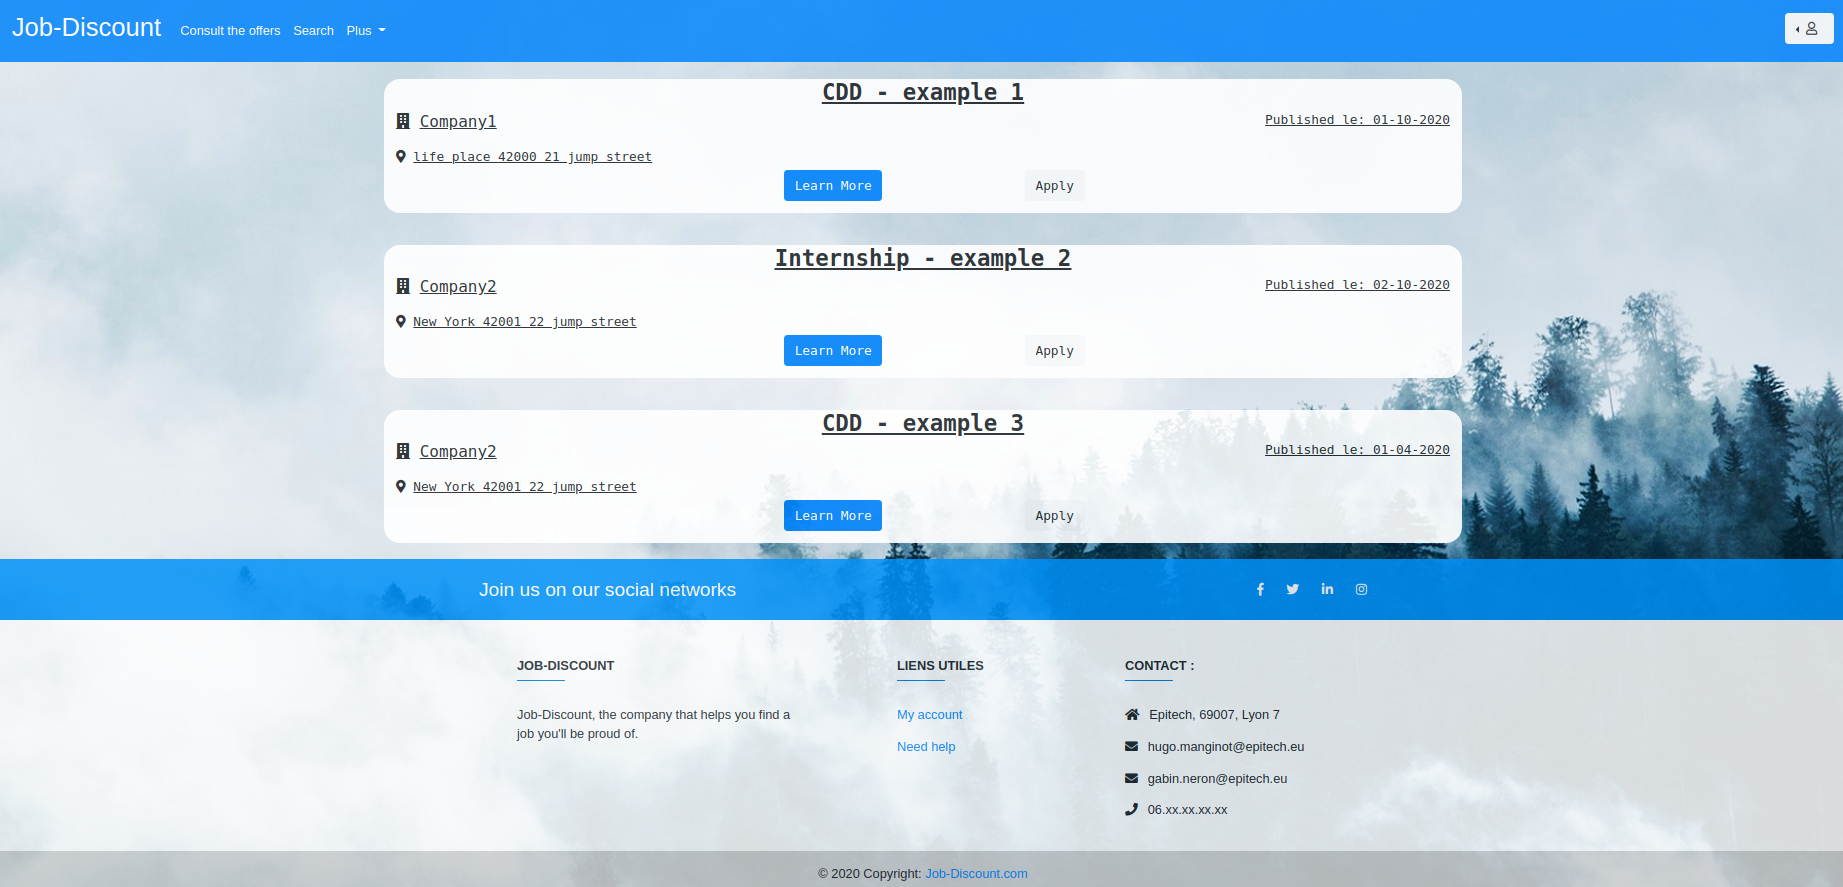 Job-Discount Consult the offers Search Plus
CDD - example 1
Company1
Published le: 01-10-2020
life place 42000 21 jump street
Learn More Apply
Internship - example 2
Company2
Published le: 02-10-2020
New York 42001 22 jump street
Learn More Apply
CDD - example 3
Company2
Published le: 01-04-2020
New York 42001 22 jump street
Learn More Apply
Join us on our social networks
JOB-DISCOUNT
Job-Discount, the company that helps you find a
job you'll be proud of.
LIENS UTILES
My account
Need help
CONTACT :
Epitech, 69007, Lyon 7
hugo.manginot@epitech.eu
gabin.neron@epitech.eu
06.xx.xx.xx.xx
© 2020 Copyright: Job-Discount.com